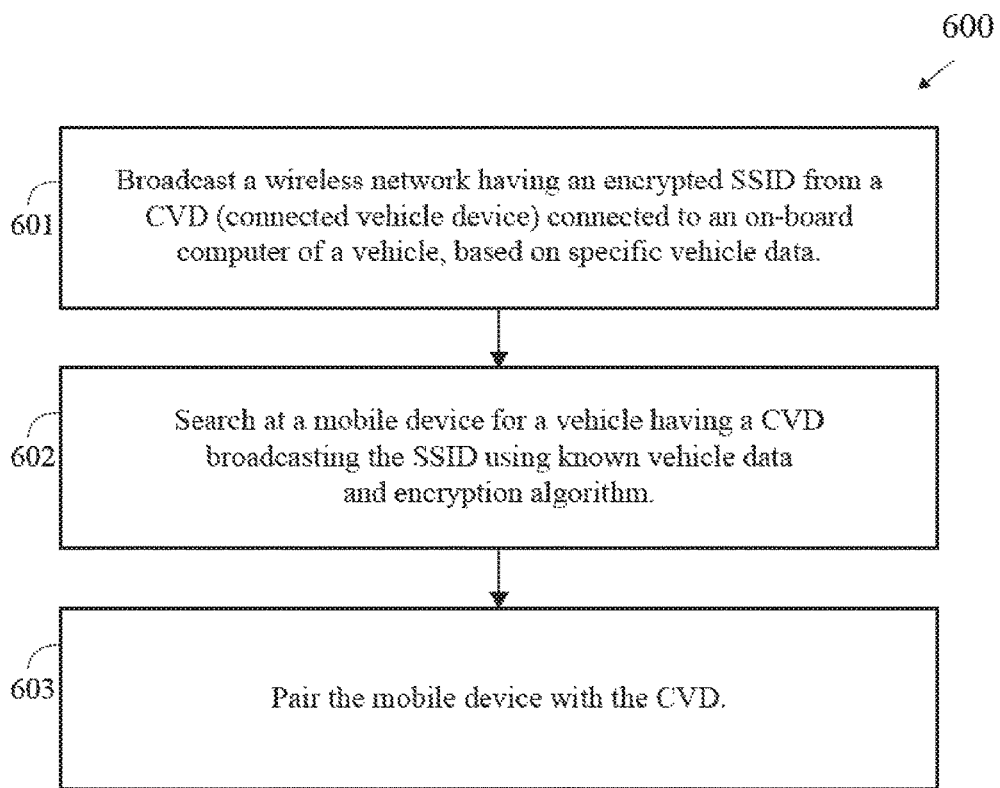 600
601
Broadcast a wireless network having an encrypted SSID from a
CVD (connected vehicle device) connected to an on-board
computer of a vehicle, based on specific vehicle data.
602
Search at a mobile device for a vehicle having a CVD
broadcasting the SSID using known vehicle data
and encryption algorithm.
603
Pair the mobile device with the CVD.